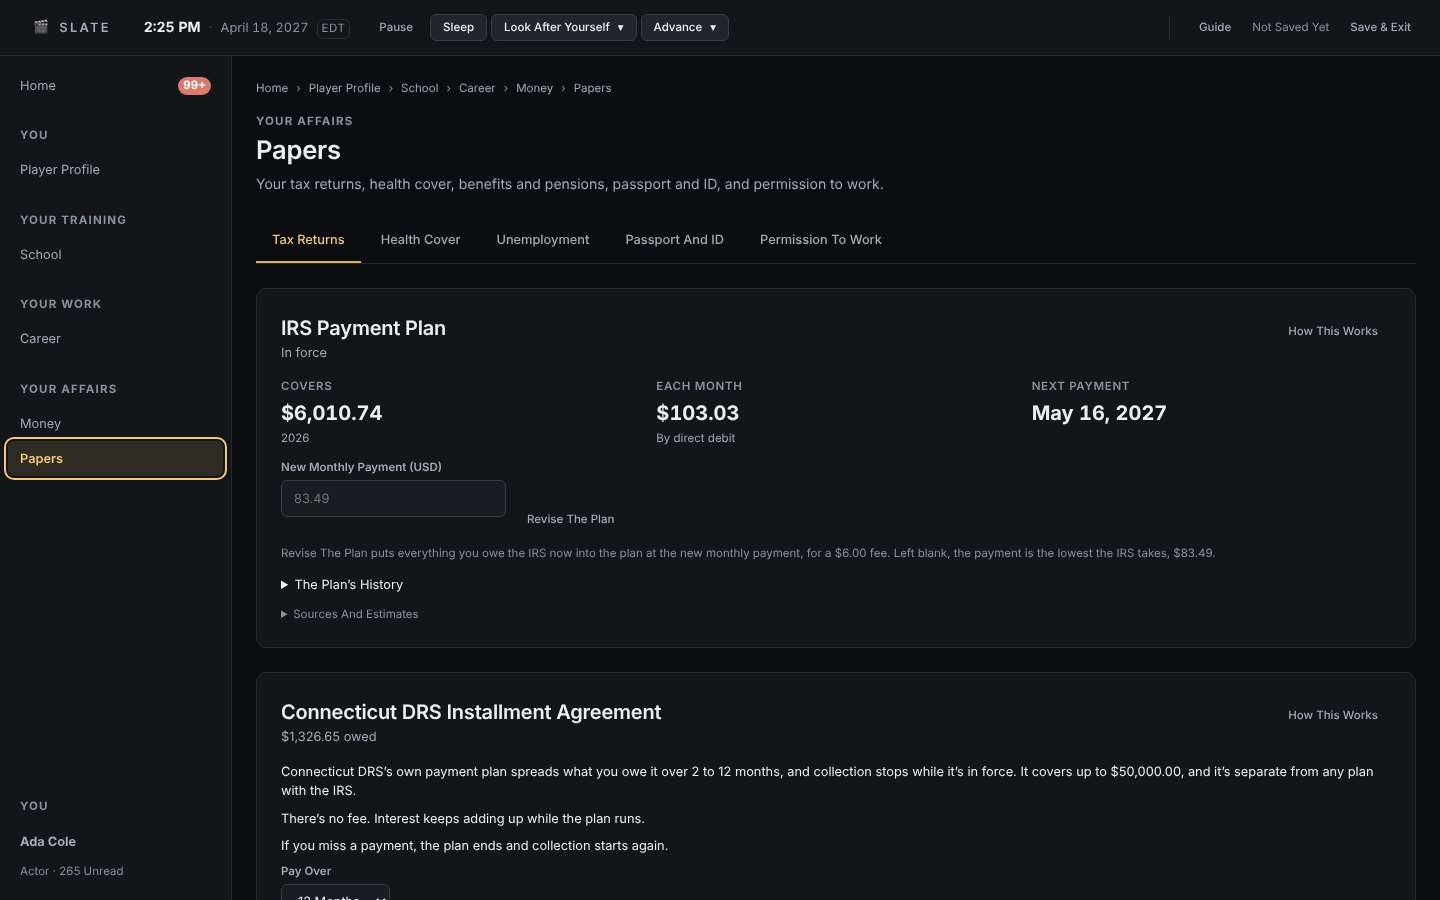 SLATE
2:25 PM · April 18, 2027 EDT
Pause
Sleep
Look After Yourself ▾
Advance ▾
Guide
Not Saved Yet
Save & Exit
Home
99+
YOU
Player Profile
YOUR TRAINING
School
YOUR WORK
Career
YOUR AFFAIRS
Money
Papers
YOU
Ada Cole
Actor · 265 Unread
Home › Player Profile › School › Career › Money › Papers
YOUR AFFAIRS
Papers
Your tax returns, health cover, benefits and pensions, passport and ID, and permission to work.
Tax Returns
Health Cover
Unemployment
Passport And ID
Permission To Work
IRS Payment Plan
How This Works
In force
COVERS
$6,010.74
2026
EACH MONTH
$103.03
By direct debit
NEXT PAYMENT
May 16, 2027
New Monthly Payment (USD)
83.49
Revise The Plan
Revise The Plan puts everything you owe the IRS now into the plan at the new monthly payment, for a $6.00 fee. Left blank, the payment is the lowest the IRS takes, $83.49.
The Plan’s History
Sources And Estimates
Connecticut DRS Installment Agreement
How This Works
$1,326.65 owed
Connecticut DRS’s own payment plan spreads what you owe it over 2 to 12 months, and collection stops while it’s in force. It covers up to $50,000.00, and it’s separate from any plan
with the IRS.
There’s no fee. Interest keeps adding up while the plan runs.
If you miss a payment, the plan ends and collection starts again.
Pay Over
12 Months